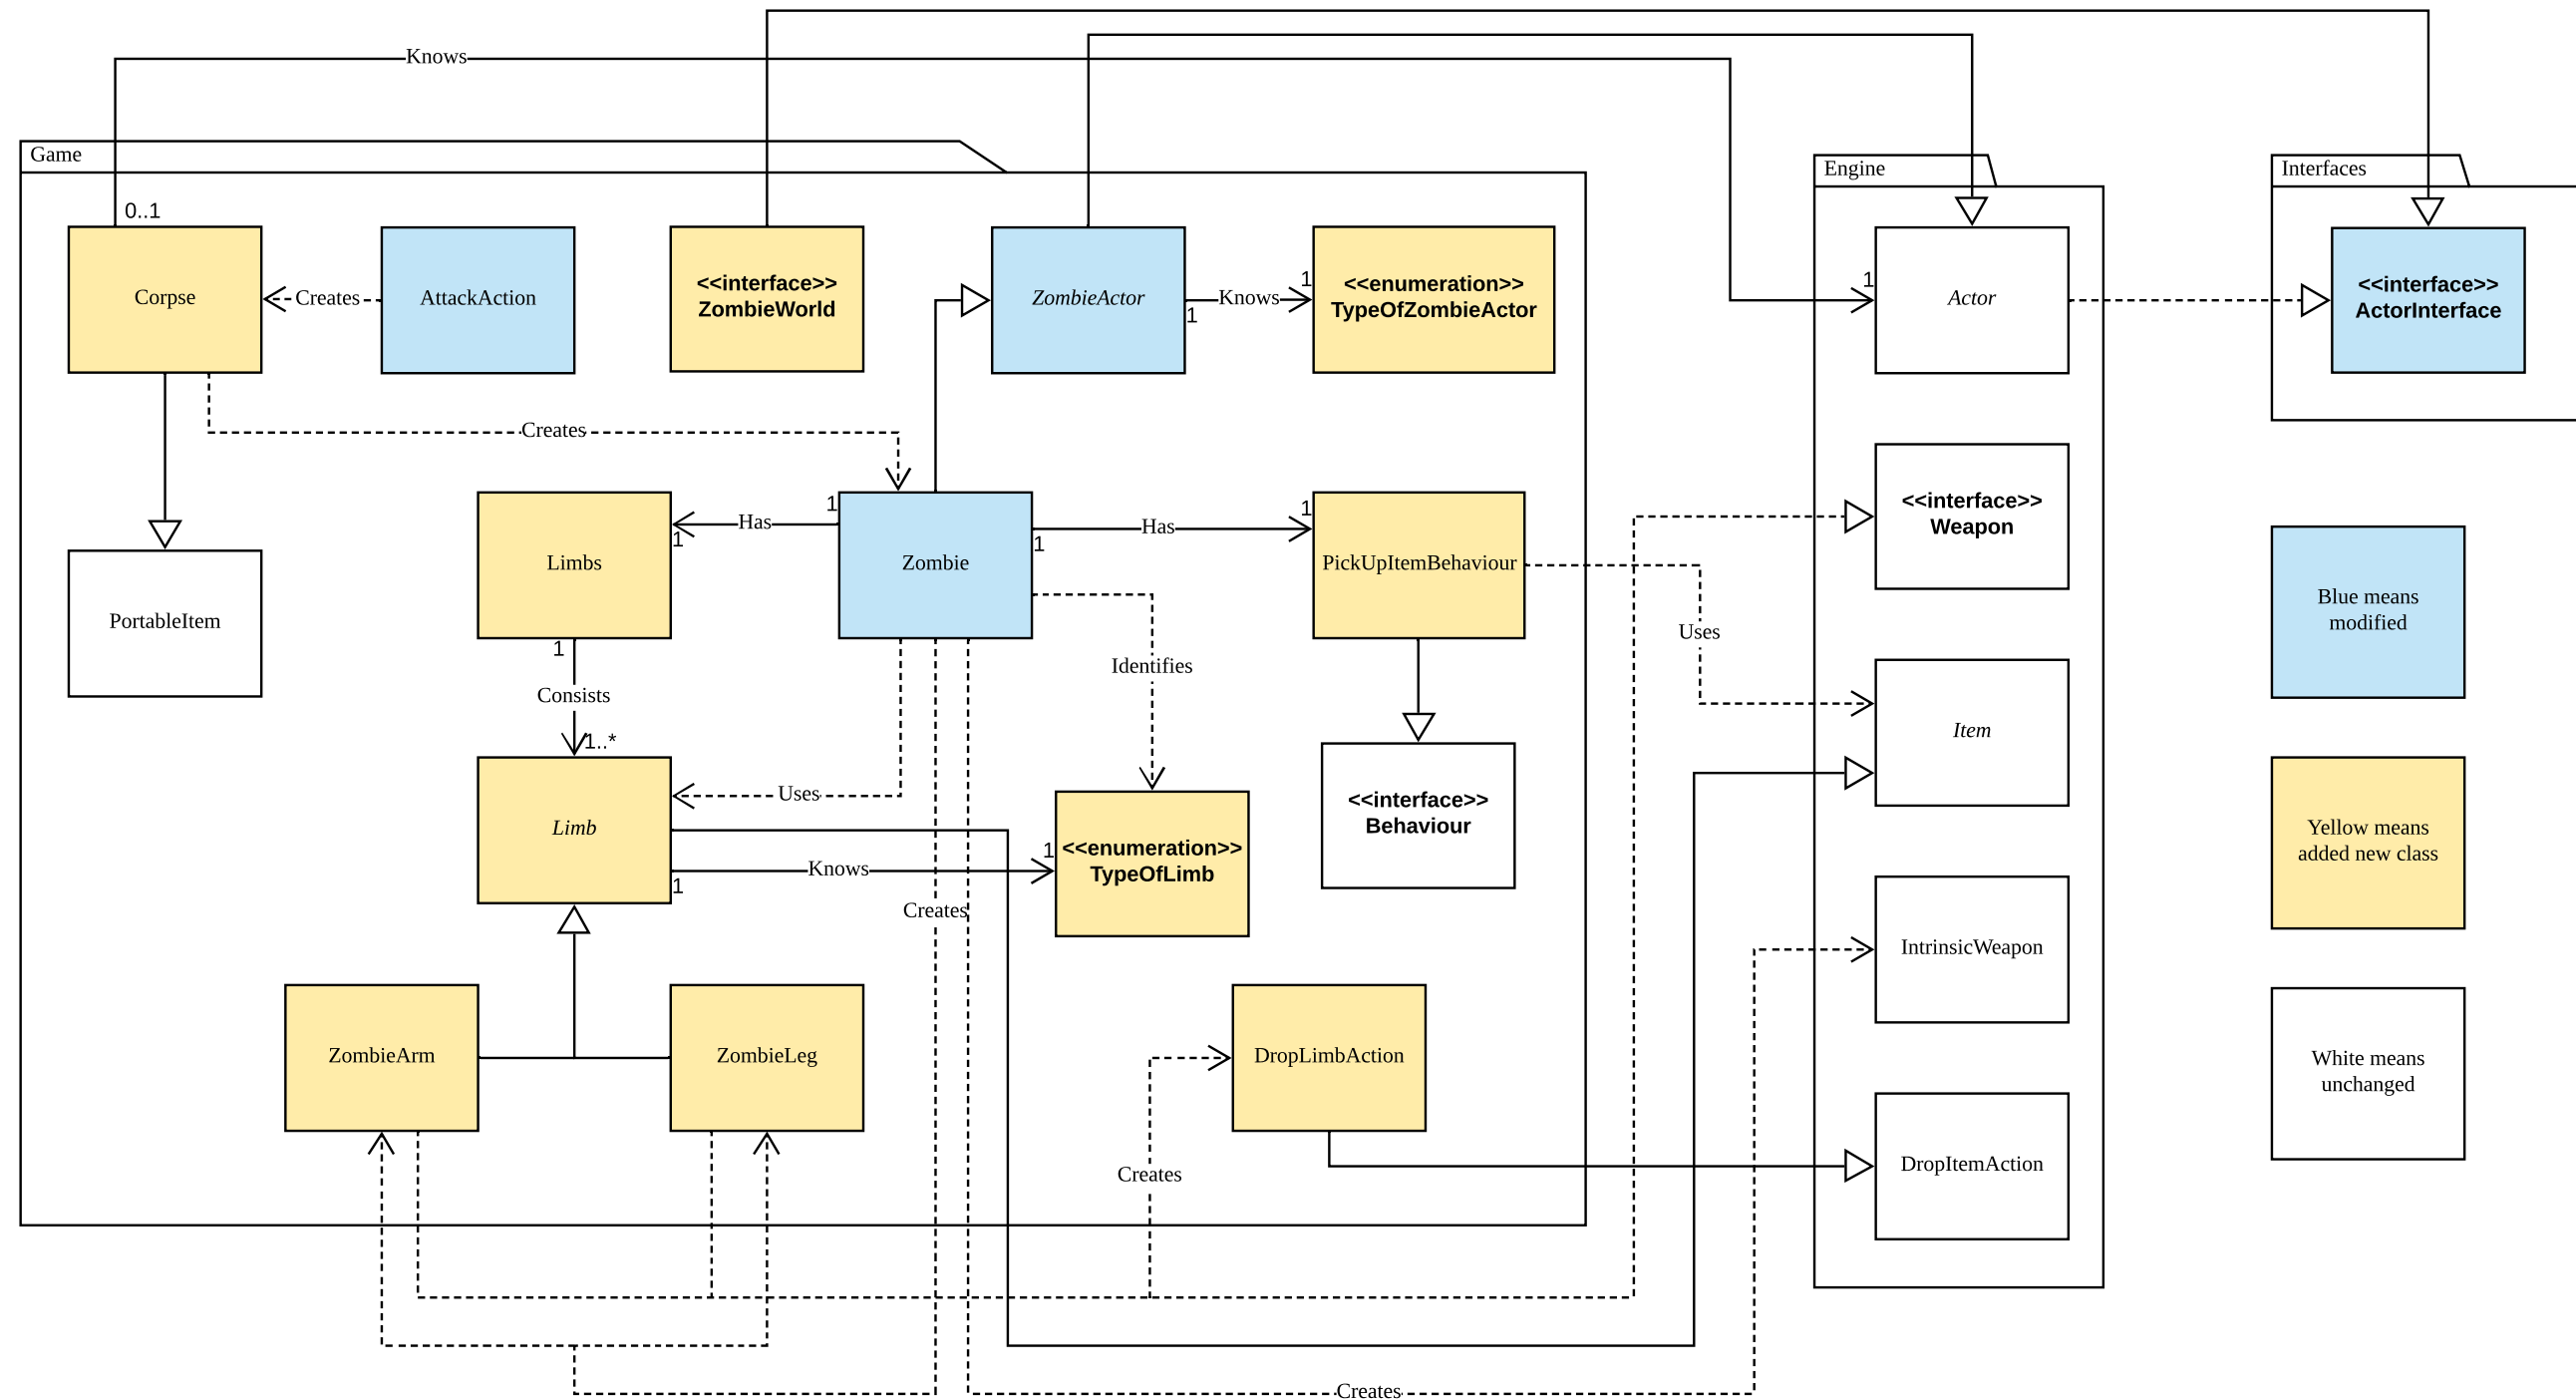 Knows
Game
Engine
Interfaces
0..1
Corpse
Creates
AttackAction
<<interface>>
ZombieWorld
ZombieActor
1
Knows
1
<<enumeration>>
TypeOfZombieActor
1
Actor
<<interface>>
ActorInterface
Creates
Limbs
1
Has
1
Zombie
1
Has
1
PickUpItemBehaviour
<<interface>>
Weapon
PortableItem
Blue means
modified
Uses
1
Consists
1..*
Identifies
Item
Limb
Uses
Knows
1
1
<<enumeration>>
TypeOfLimb
<<interface>>
Behaviour
Yellow means
added new class
Creates
IntrinsicWeapon
ZombieArm
ZombieLeg
DropLimbAction
White means
unchanged
Creates
DropItemAction
Creates